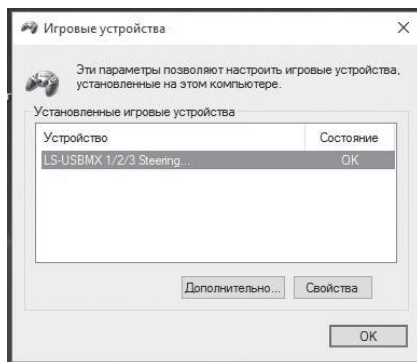 Игровые устройства
Эти параметры позволяют настроить игровые устройства,
установленные на этом компьютере.
Установленные игровые устройства
Устройство Состояние
LS-USBMX 1/2/3 Steering... OK
Дополнительно... Свойства
OK